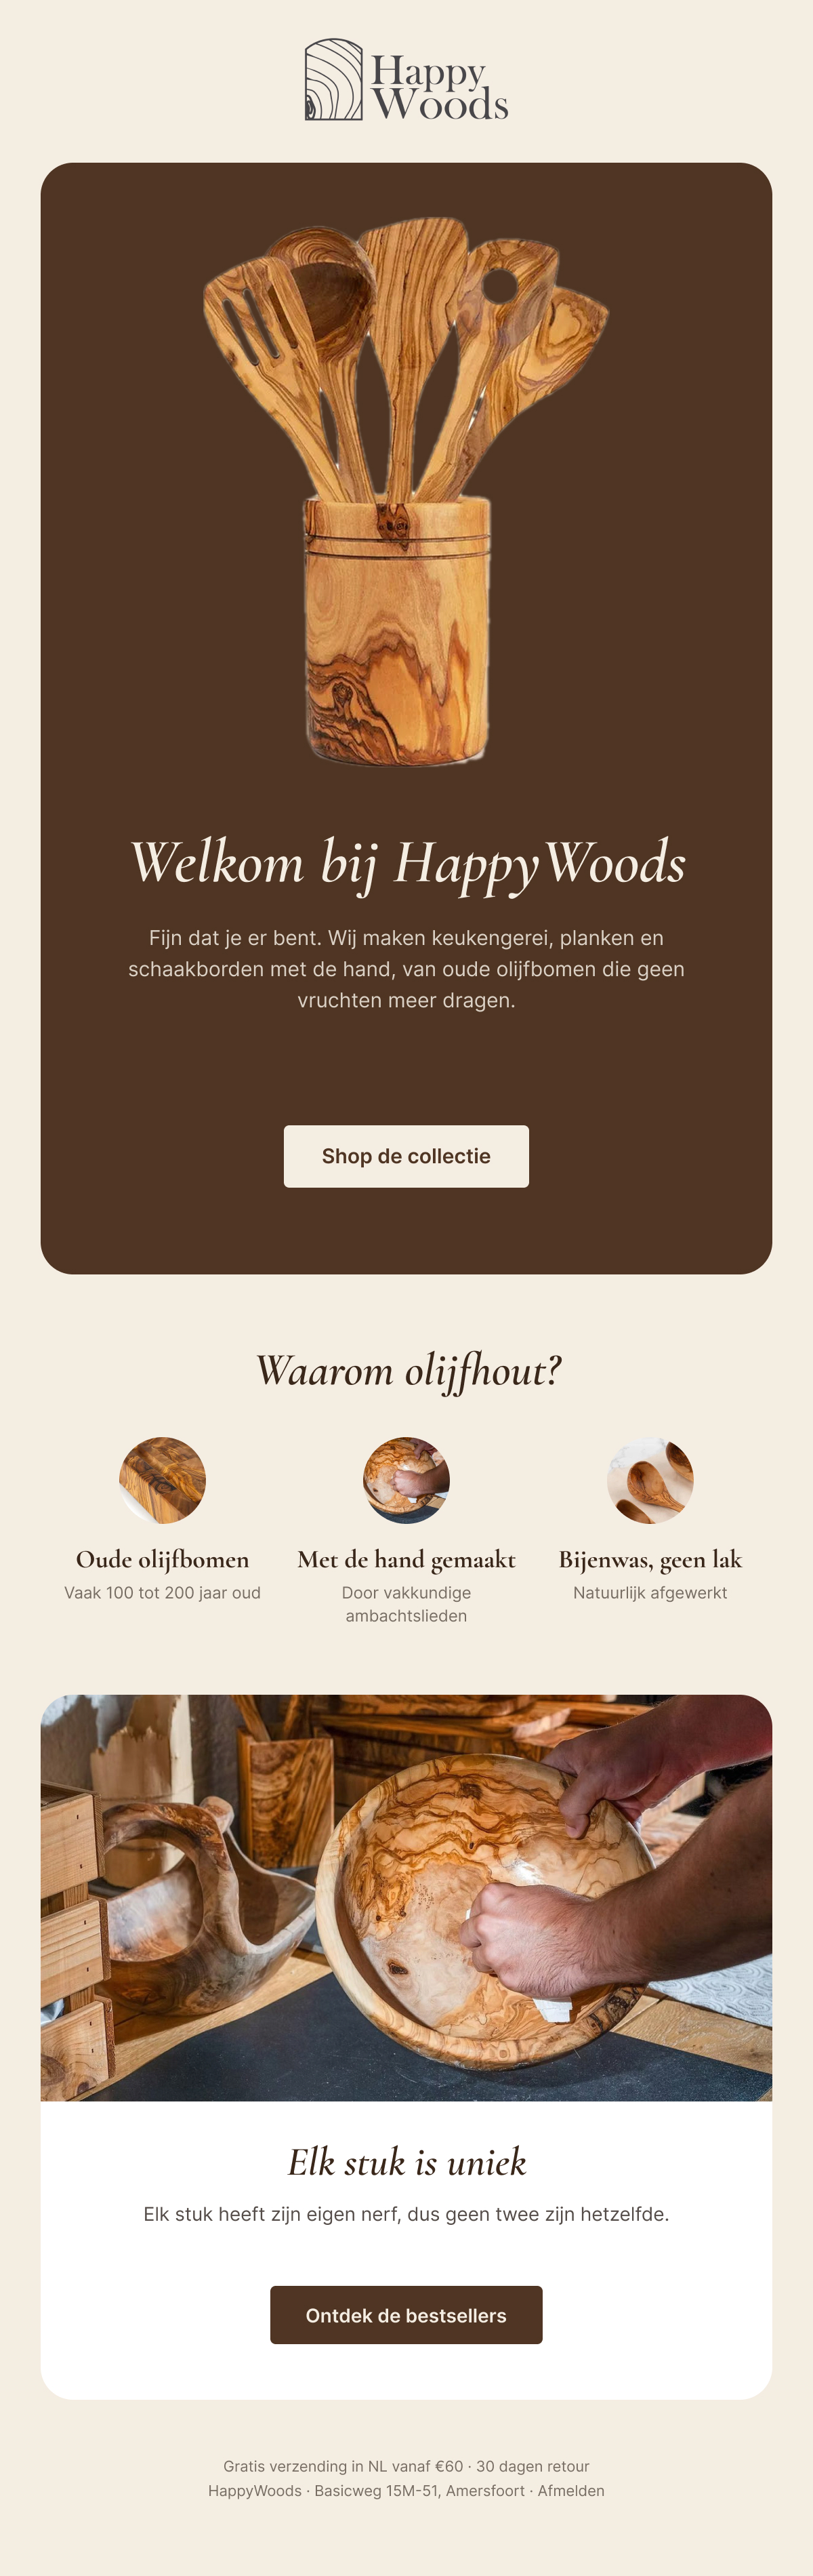 Happy
Woods
Welkom bij HappyWoods
Fijn dat je er bent. Wij maken keukengerei, planken en
schaakborden met de hand, van oude olijfbomen die geen
vruchten meer dragen.
Shop de collectie
Waarom olijfhout?
Oude olijfbomen
Vaak 100 tot 200 jaar oud
Met de hand gemaakt
Door vakkundige
ambachtslieden
Bijenwas, geen lak
Natuurlijk afgewerkt
Elk stuk is uniek
Elk stuk heeft zijn eigen nerf, dus geen twee zijn hetzelfde.
Ontdek de bestsellers
Gratis verzending in NL vanaf €60 · 30 dagen retour
HappyWoods · Basicweg 15M-51, Amersfoort · Afmelden